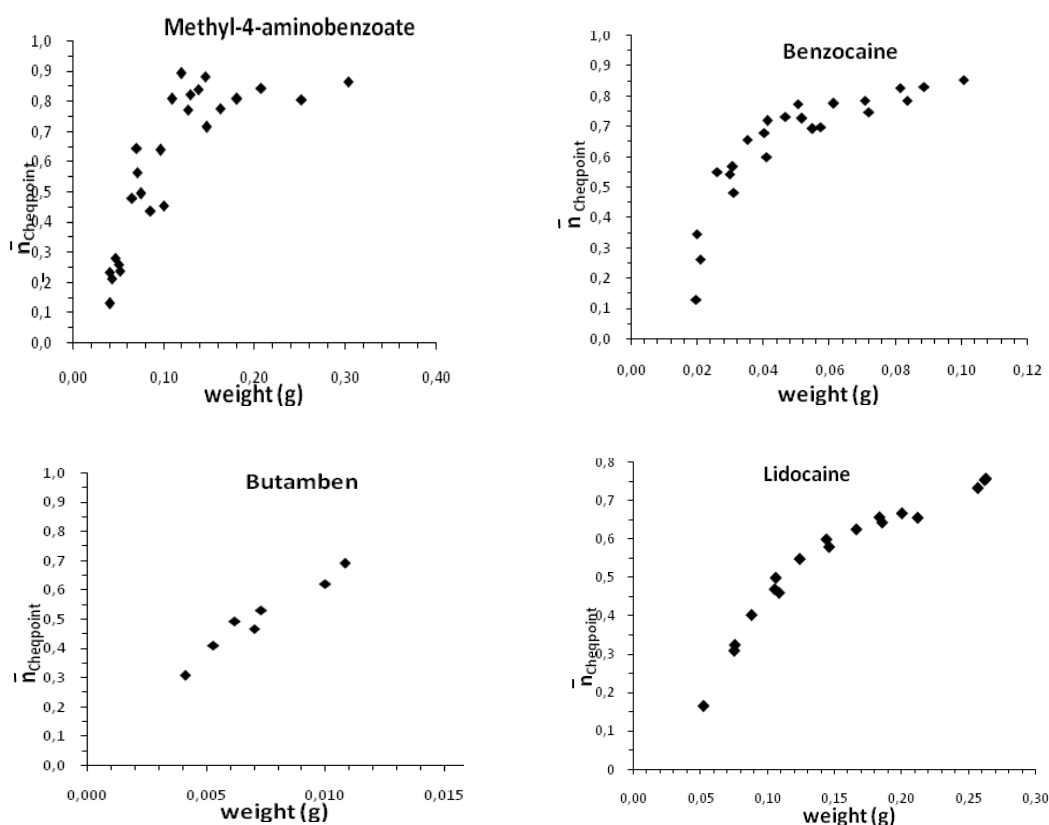 Methyl-4-aminobenzoate
1,0
0,9
0,8
0,7
0,6
0,5
0,4
0,3
0,2
0,1
0,0
n̄Cheqpoint
0,00 0,10 0,20 0,30 0,40
weight (g)
Benzocaine
1,0
0,9
0,8
0,7
0,6
0,5
0,4
0,3
0,2
0,1
0,0
n̄Cheqpoint
0,00 0,02 0,04 0,06 0,08 0,10 0,12
weight (g)
Butamben
1,0
0,9
0,8
0,7
0,6
0,5
0,4
0,3
0,2
0,1
0,0
n̄Cheqpoint
0,000 0,005 0,010 0,015
weight (g)
Lidocaine
0,8
0,7
0,6
0,5
0,4
0,3
0,2
0,1
0
n̄Cheqpoint
0,00 0,05 0,10 0,15 0,20 0,25 0,30
weight (g)